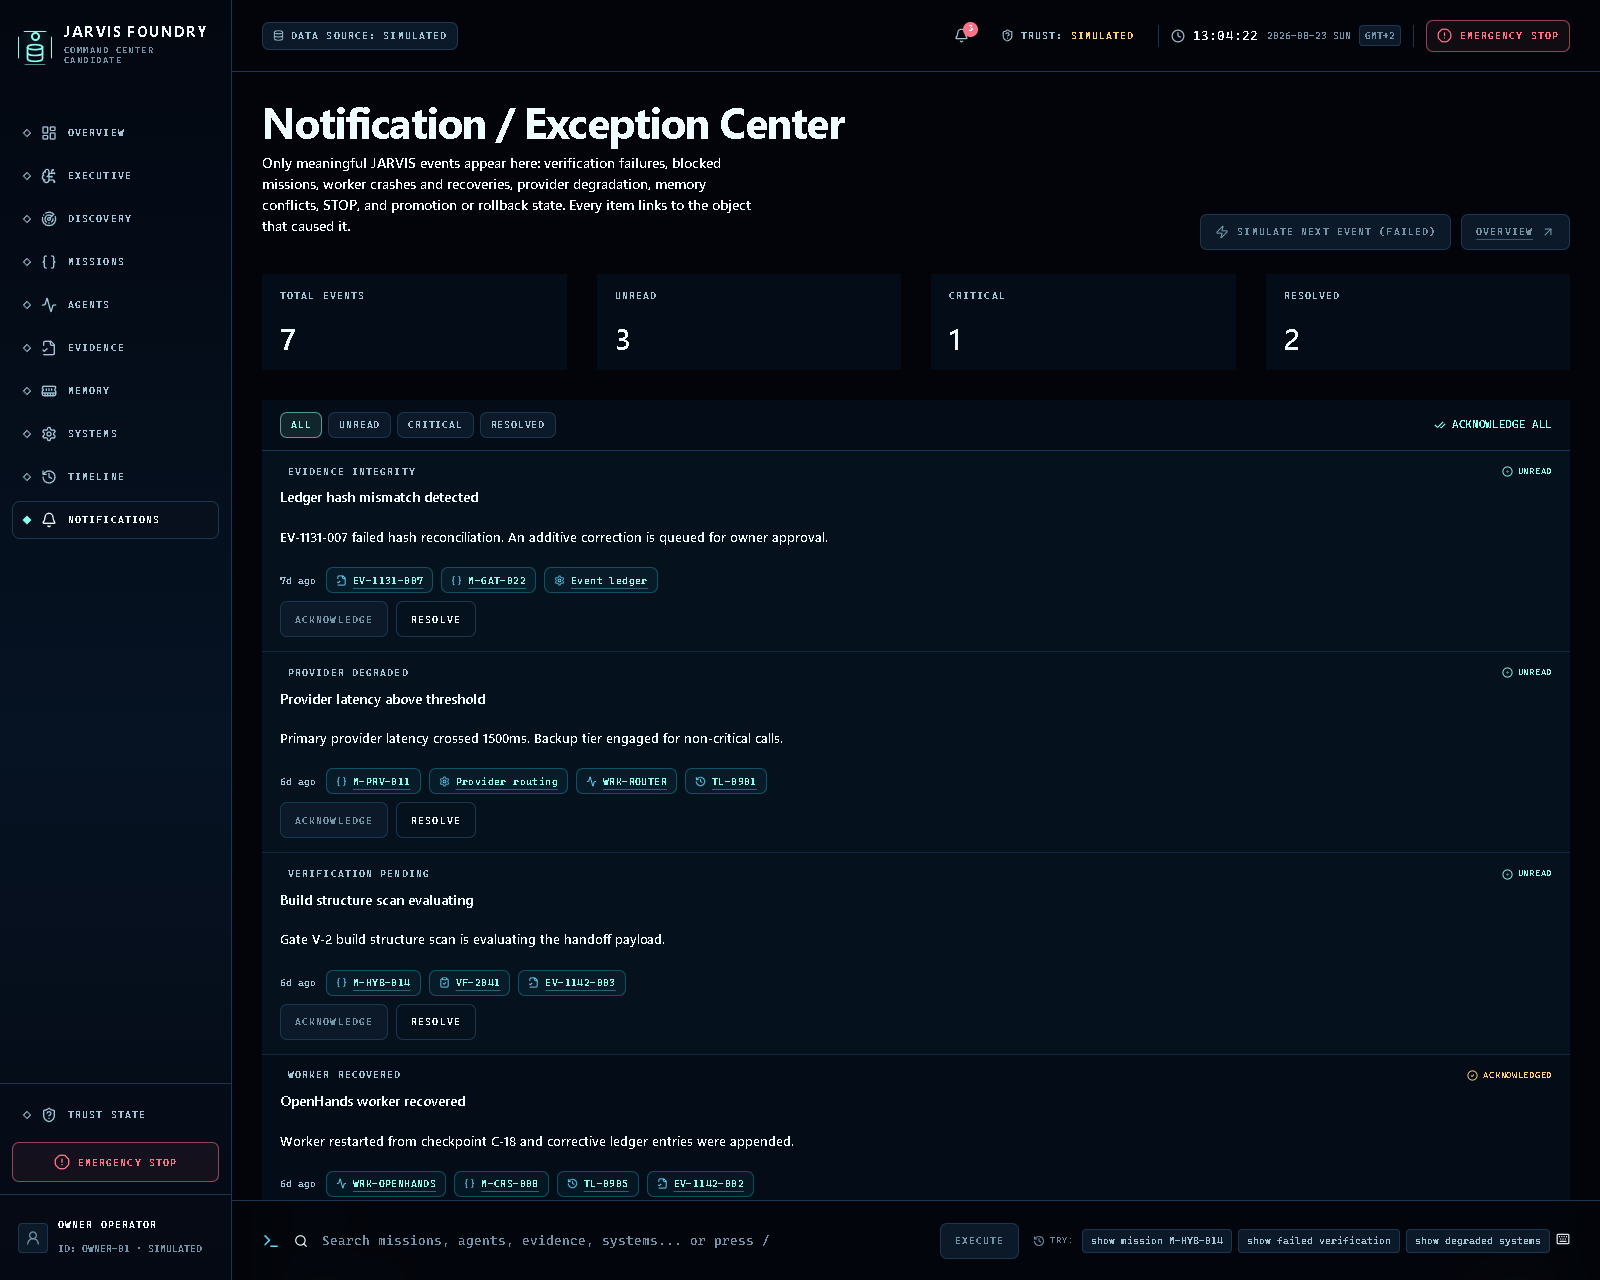 JARVIS FOUNDRY
COMMAND CENTER
CANDIDATE
OVERVIEW
EXECUTIVE
DISCOVERY
MISSIONS
AGENTS
EVIDENCE
MEMORY
SYSTEMS
TIMELINE
NOTIFICATIONS
TRUST STATE
EMERGENCY STOP
OWNER OPERATOR
ID: OWNER-01 • SIMULATED
DATA SOURCE: SIMULATED
3
TRUST: SIMULATED
13:04:22 2026-08-23 SUN GMT+2
EMERGENCY STOP
Notification / Exception Center
Only meaningful JARVIS events appear here: verification failures, blocked
missions, worker crashes and recoveries, provider degradation, memory
conflicts, STOP, and promotion or rollback state. Every item links to the object
that caused it.
SIMULATE NEXT EVENT (FAILED)
OVERVIEW
TOTAL EVENTS
7
UNREAD
3
CRITICAL
1
RESOLVED
2
ALL UNREAD CRITICAL RESOLVED
ACKNOWLEDGE ALL
EVIDENCE INTEGRITY
UNREAD
Ledger hash mismatch detected
EV-1131-007 failed hash reconciliation. An additive correction is queued for owner approval.
7d ago EV-1131-007 M-GAT-022 Event ledger
ACKNOWLEDGE RESOLVE
PROVIDER DEGRADED
UNREAD
Provider latency above threshold
Primary provider latency crossed 1500ms. Backup tier engaged for non-critical calls.
6d ago M-PRV-011 Provider routing WRK-ROUTER TL-0901
ACKNOWLEDGE RESOLVE
VERIFICATION PENDING
UNREAD
Build structure scan evaluating
Gate V-2 build structure scan is evaluating the handoff payload.
6d ago M-HYB-014 VF-2041 EV-1142-003
ACKNOWLEDGE RESOLVE
WORKER RECOVERED
ACKNOWLEDGED
OpenHands worker recovered
Worker restarted from checkpoint C-18 and corrective ledger entries were appended.
6d ago WRK-OPENHANDS M-CRS-008 TL-0905 EV-1142-002
Search missions, agents, evidence, systems... or press /
EXECUTE
TRY: show mission M-HYB-014 show failed verification show degraded systems